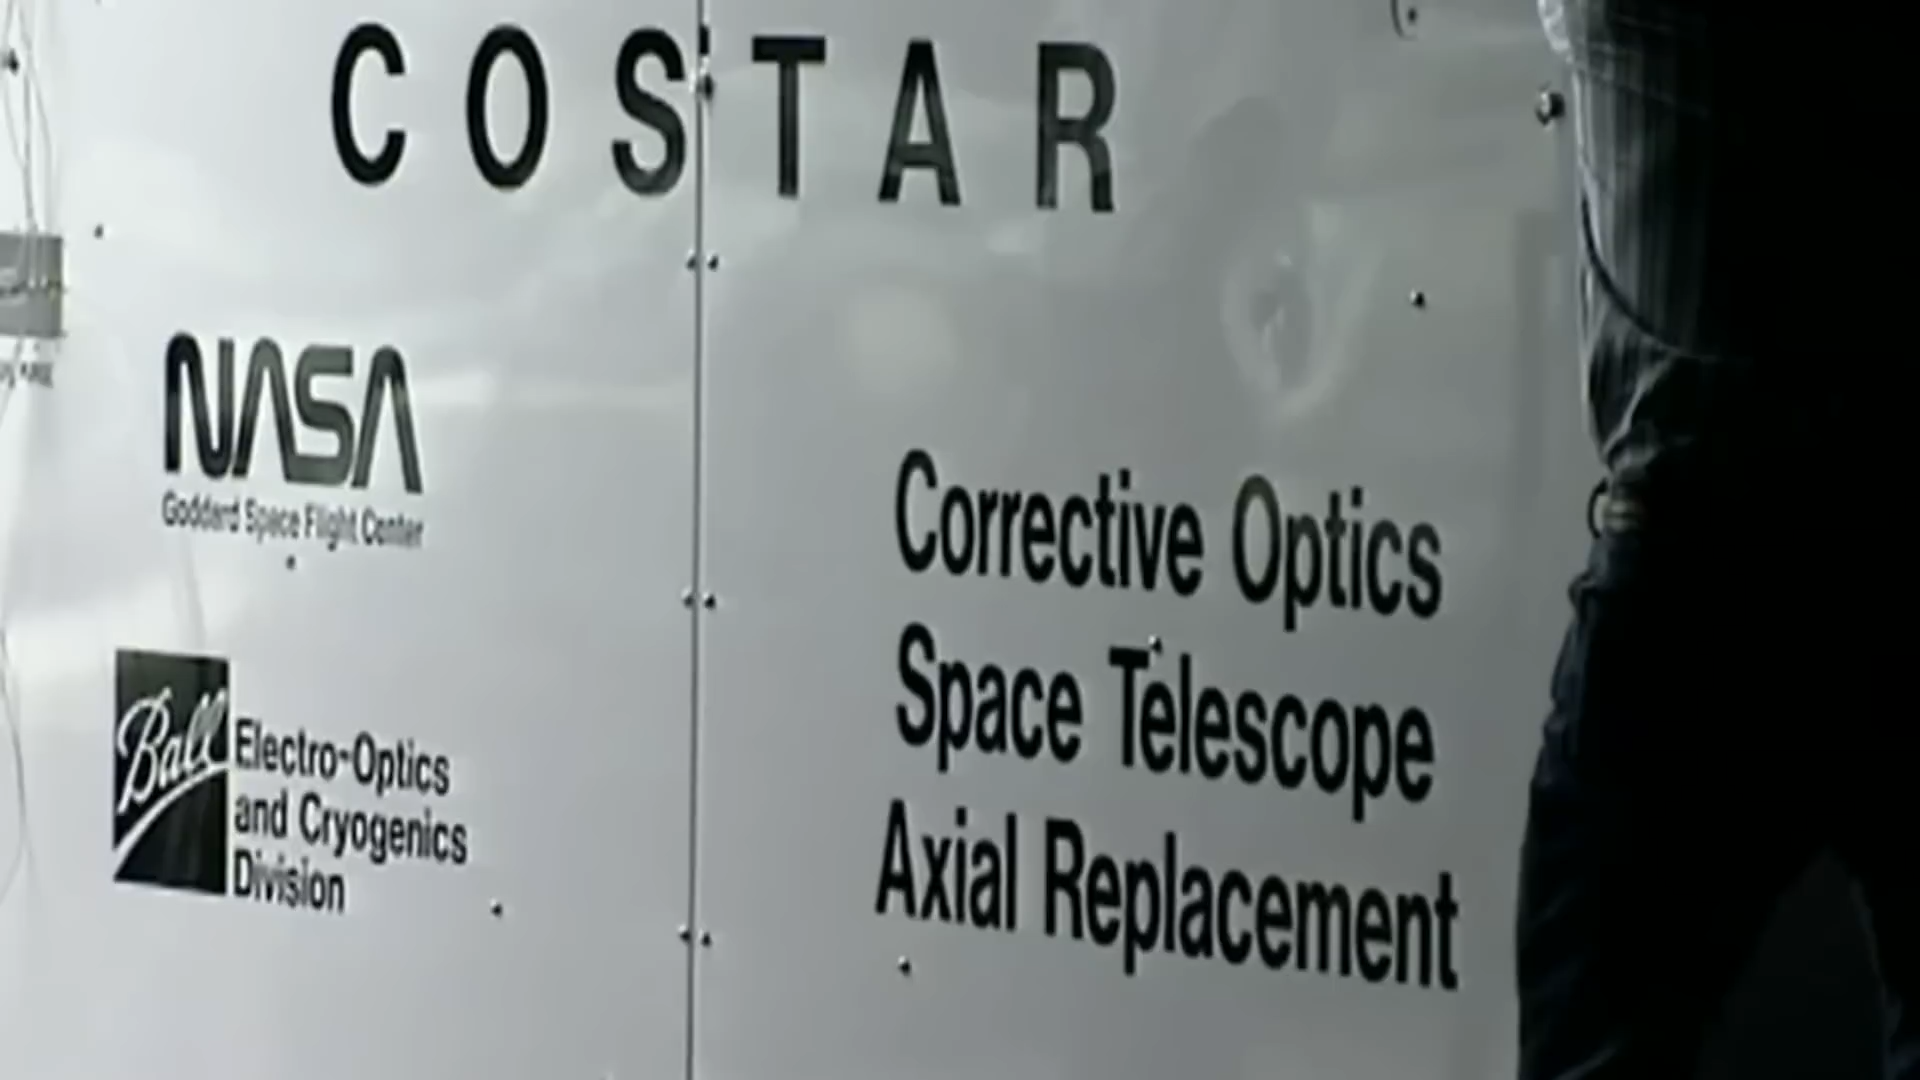 COSTAR
NASA
Goddard Space Flight Center
Ball
Electro-Optics
and Cryogenics
Division
Corrective Optics
Space Telescope
Axial Replacement